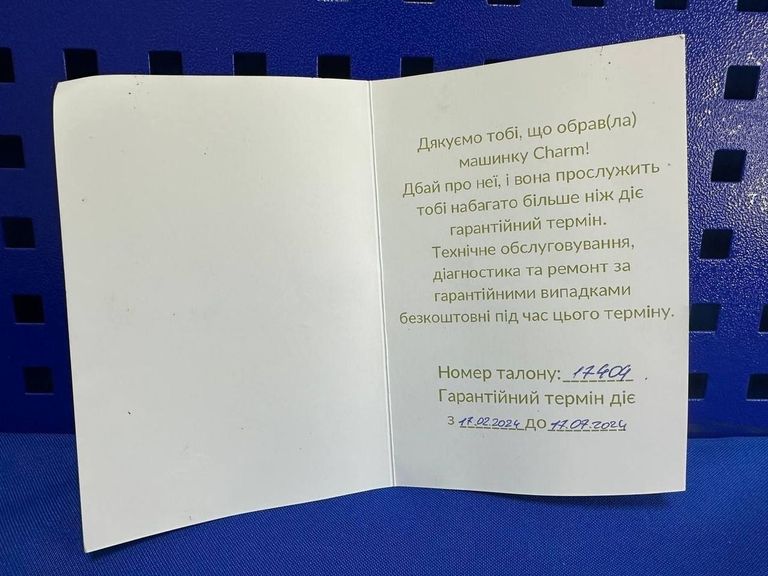 Дякуємо тобі, що обрав(ла)
машинку Charm!
Дбай про неї, і вона прослужить
тобі набагато більше ніж діє
гарантійний термін.
Технічне обслуговування,
діагностика та ремонт за
гарантійними випадками
безкоштовні під час цього терміну.
Номер талону: 17404
Гарантійний термін діє
з 17.02.2024 до 17.07.2024